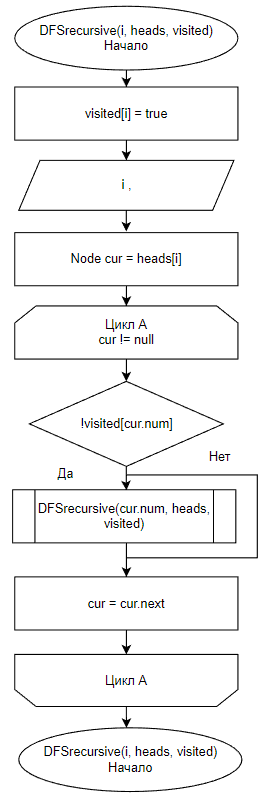 DFSrecursive(i, heads, visited)
Начало
visited[i] = true
i ,
Node cur = heads[i]
Цикл А
cur != null
!visited[cur.num]
Нет
Да
DFSrecursive(cur.num, heads,
visited)
cur = cur.next
Цикл А
DFSrecursive(i, heads, visited)
Начало